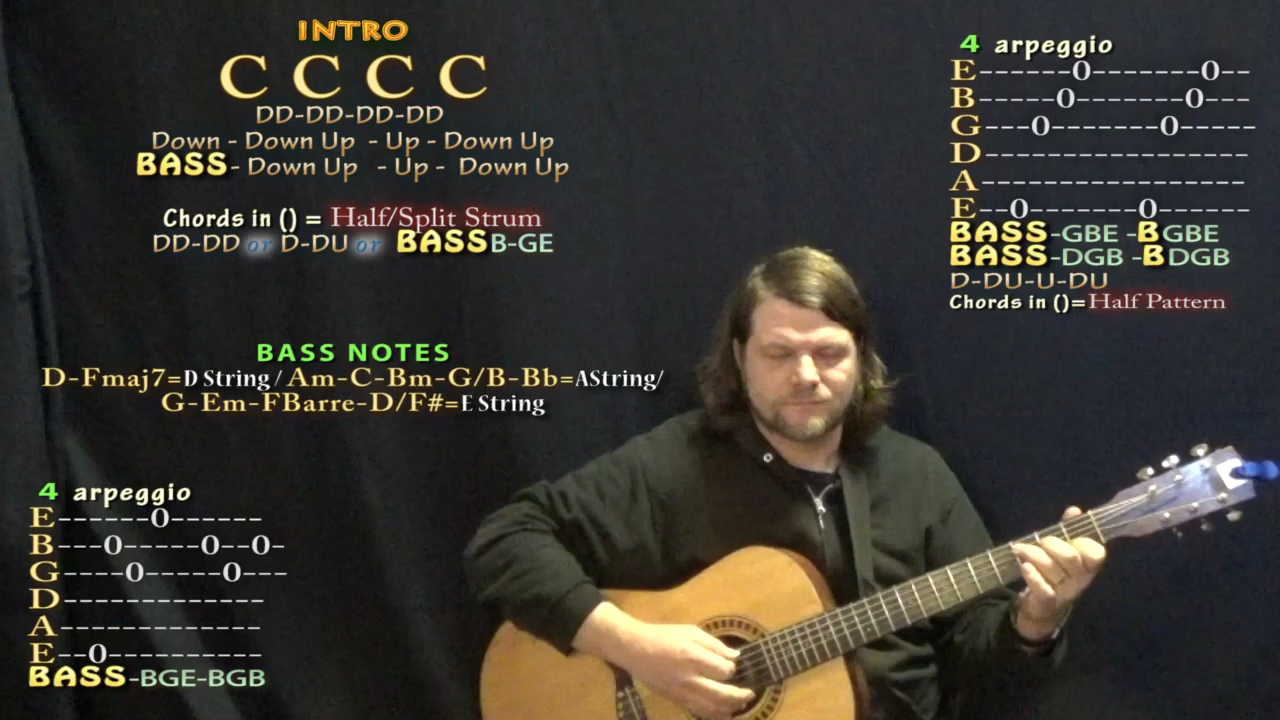 INTRO
C C C C
DD-DD-DD-DD
Down - Down Up - Up - Down Up
BASS- Down Up - Up - Down Up
Chords in () = Half/Split Strum
DD-DD or D-DU or BASSB-GE
BASS NOTES
D-Fmaj7=D String / Am-C-Bm-G/B-Bb=AString/
G-Em-FBarre-D/F#=E String
4 arpeggio
E------0------
B---0-----0--0-
G----0-----0---
D-------------
A-------------
E--0----------
BASS-BGE-BGB
4 arpeggio
E------0-------0--
B-----0-------0---
G---0-------0-----
D-----------------
A-----------------
E--0-------0------
BASS-GBE -BGBE
BASS-DGB -BDGB
D-DU-U-DU
Chords in ()=Half Pattern